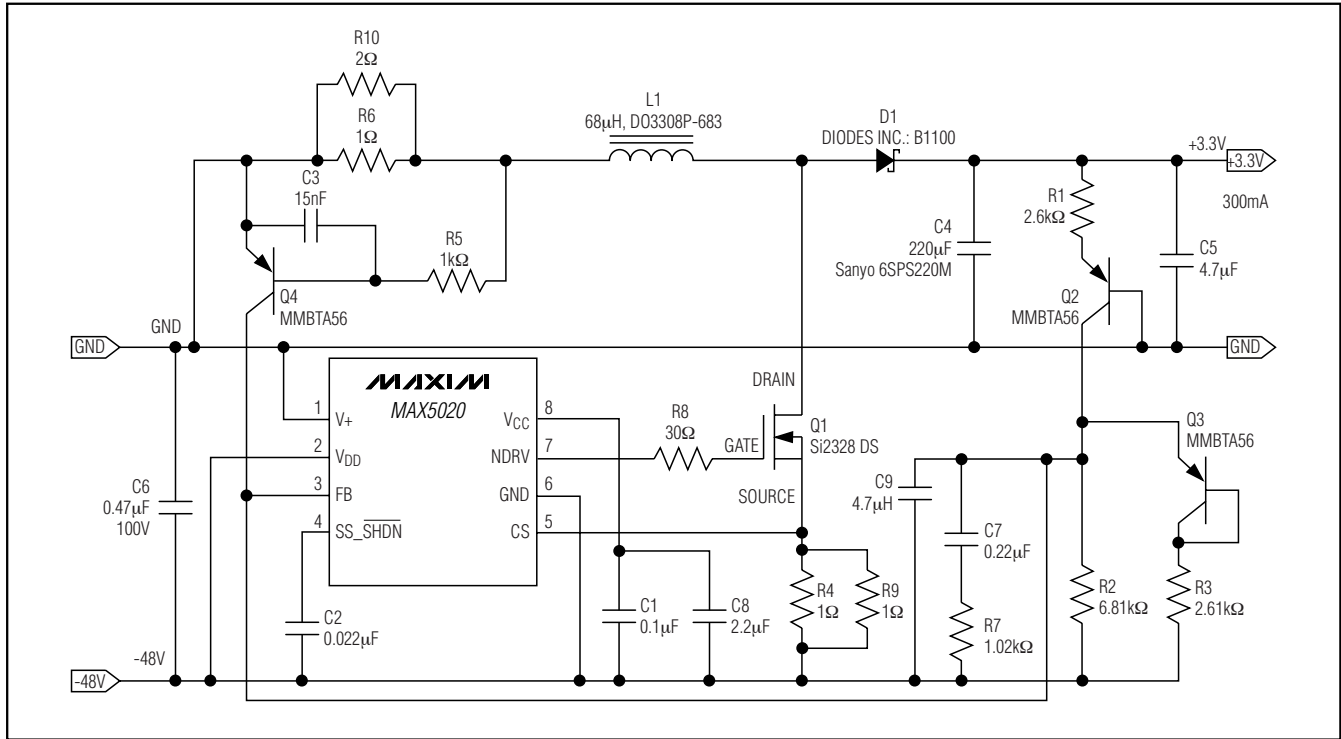 R10
2Ω
R6
1Ω
C3
15nF
R5
1kΩ
Q4
MMBTA56
L1
68μH, DO3308P-683
D1
DIODES INC.: B1100
+3.3V
+3.3V
300mA
R1
2.6kΩ
C4
220μF
Sanyo 6SPS220M
C5
4.7μF
Q2
MMBTA56
GND
GND
GND
MAXIM
MAX5020
1 V+
2 VDD
3 FB
4 SS_SHDN
VCC 8
NDRV 7
GND 6
CS 5
C6
0.47μF
100V
R8
30Ω
DRAIN
GATE
Q1
Si2328 DS
SOURCE
Q3
MMBTA56
C9
4.7μH
C7
0.22μF
R7
1.02kΩ
R2
6.81kΩ
R3
2.61kΩ
R4
1Ω
R9
1Ω
C2
0.022μF
C1
0.1μF
C8
2.2μF
-48V
-48V